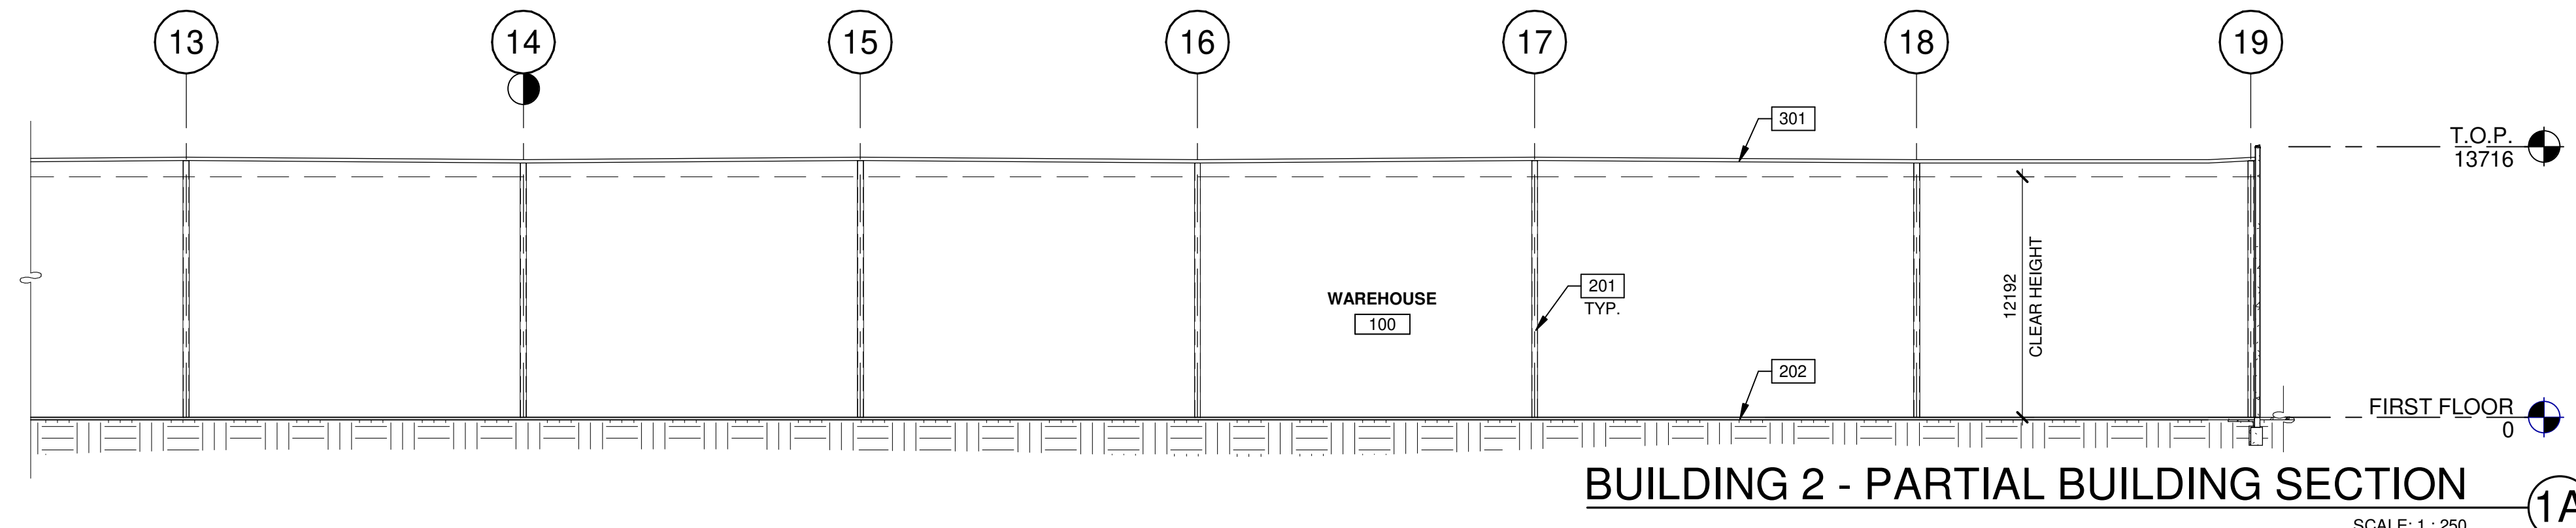 13
14
15
16
17
18
19
301
T.O.P.
13716
201
TYP.
WAREHOUSE
100
12192
CLEAR HEIGHT
202
FIRST FLOOR
0
BUILDING 2 - PARTIAL BUILDING SECTION
1A
SCALE: 1 : 250